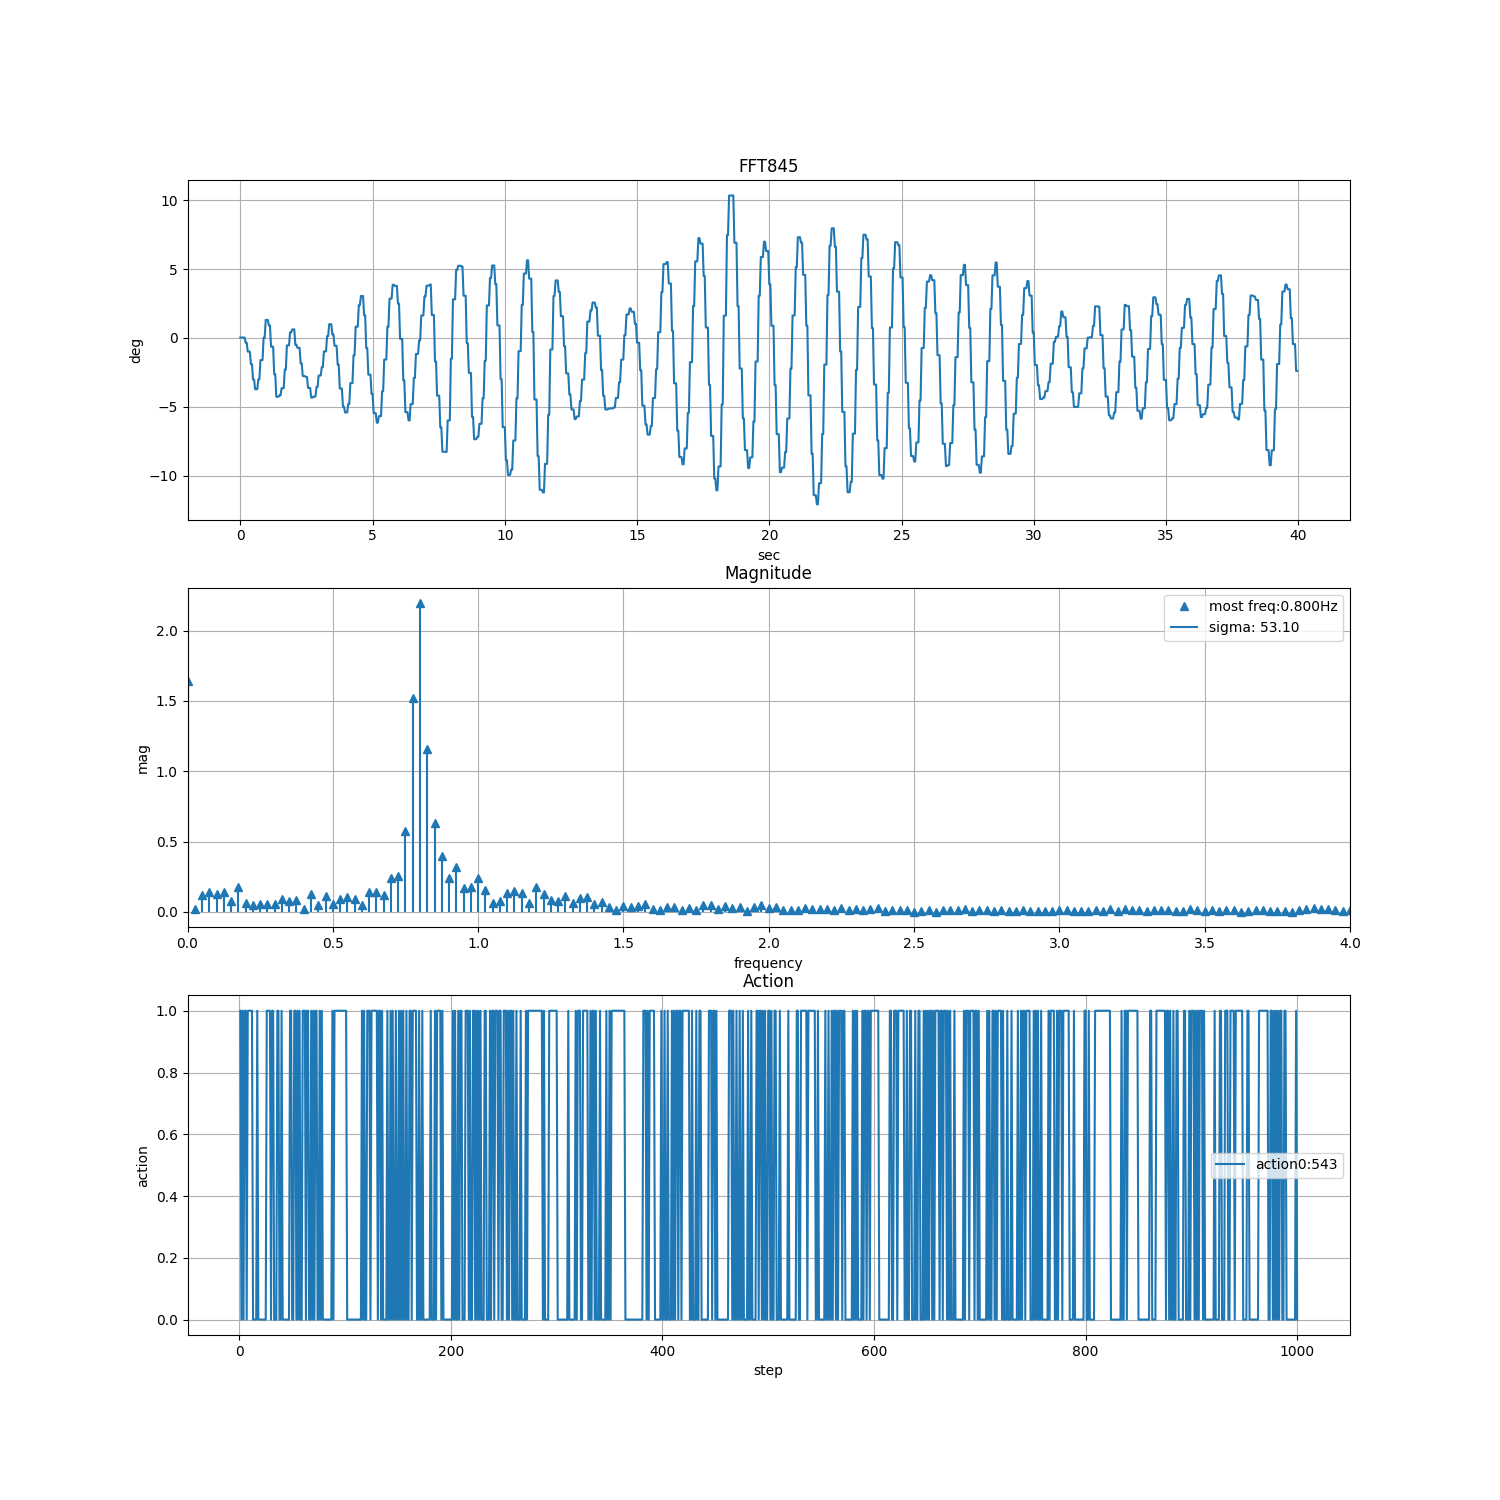 FFT845
10
5
0
−5
−10
deg
0 5 10 15 20 25 30 35 40
sec
Magnitude
most freq:0.800Hz
sigma: 53.10
2.0
1.5
1.0
0.5
0.0
mag
0.0 0.5 1.0 1.5 2.0 2.5 3.0 3.5 4.0
frequency
Action
1.0
0.8
0.6
0.4
0.2
0.0
action
action0:543
0 200 400 600 800 1000
step